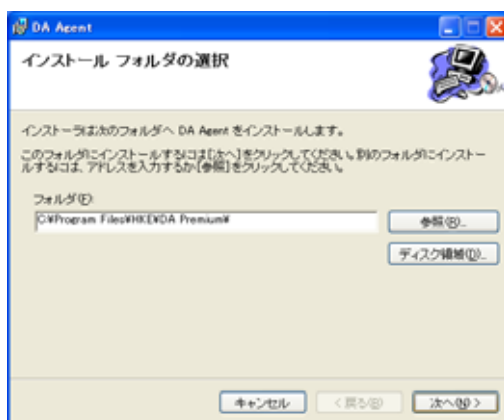 DA Agent
インストール フォルダの選択
インストーラは次のフォルダへ DA Agent をインストールします。
このフォルダにインストールするには[次へ]をクリックしてください。別のフォルダにインストー
ルするには、アドレスを入力するか[参照]をクリックしてください。
フォルダ(F):
C:¥Program Files¥HKE¥DA Premium¥
参照(R)...
ディスク領域(D)...
キャンセル
< 戻る(B)
次へ(N) >